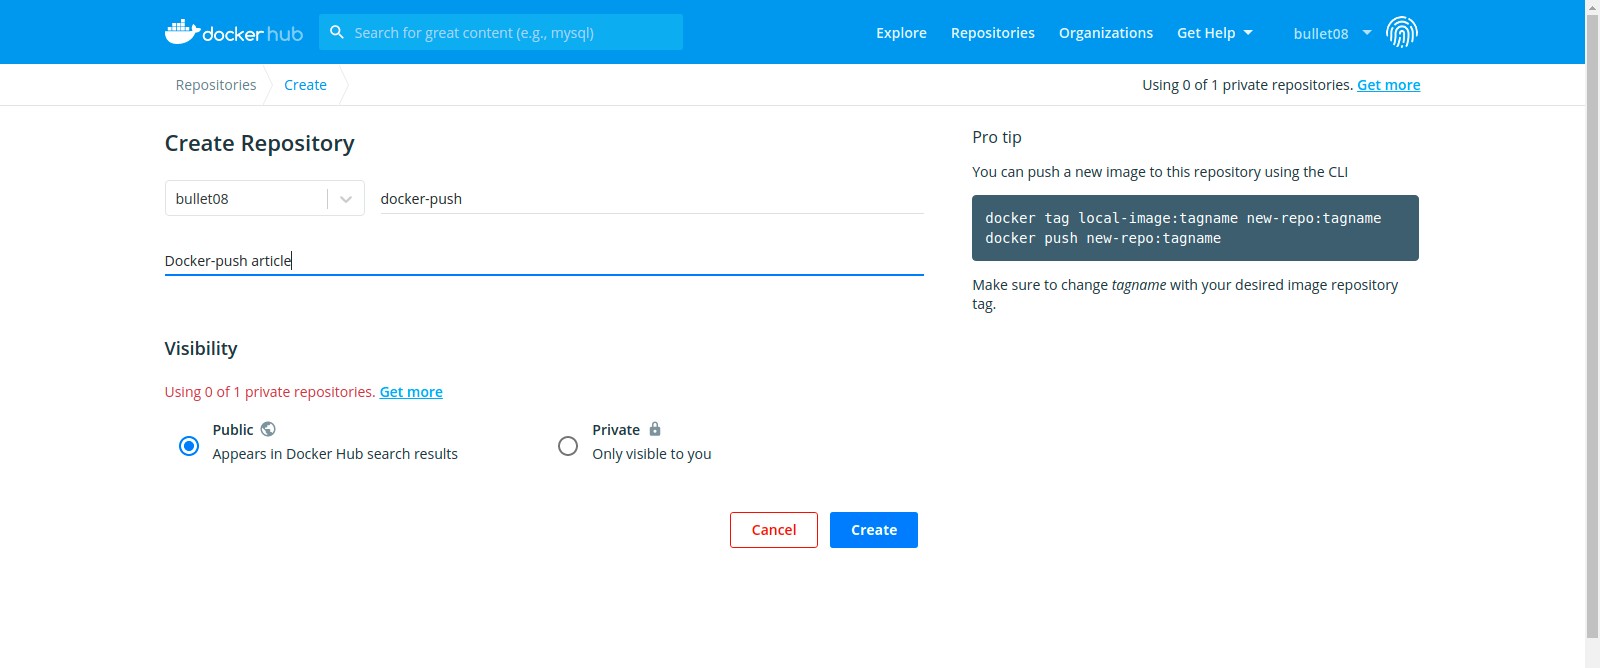 docker hub
Search for great content (e.g., mysql)
Explore
Repositories
Organizations
Get Help
bullet08
Repositories
Create
Using 0 of 1 private repositories. Get more
Create Repository
bullet08
docker-push
Docker-push article
Visibility
Using 0 of 1 private repositories. Get more
Public
Appears in Docker Hub search results
Private
Only visible to you
Cancel
Create
Pro tip
You can push a new image to this repository using the CLI
docker tag local-image:tagname new-repo:tagname
docker push new-repo:tagname
Make sure to change tagname with your desired image repository
tag.